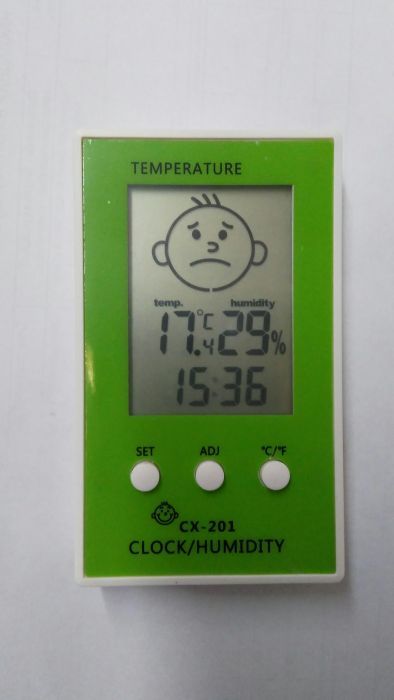 TEMPERATURE
temp. humidity
17.4°C 29%
15:36
SET ADJ °C/°F
CX-201
CLOCK/HUMIDITY